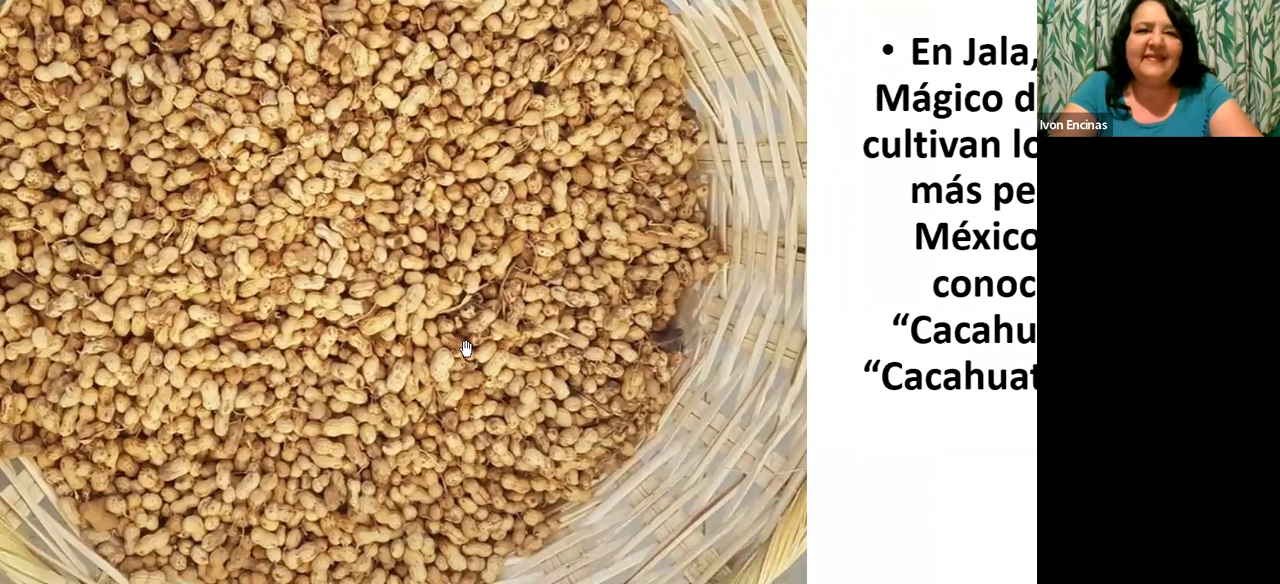 • En Jala,
Mágico d
cultivan lo
más pe
México
conoc
“Cacahu
“Cacahuat
Ivon Encinas